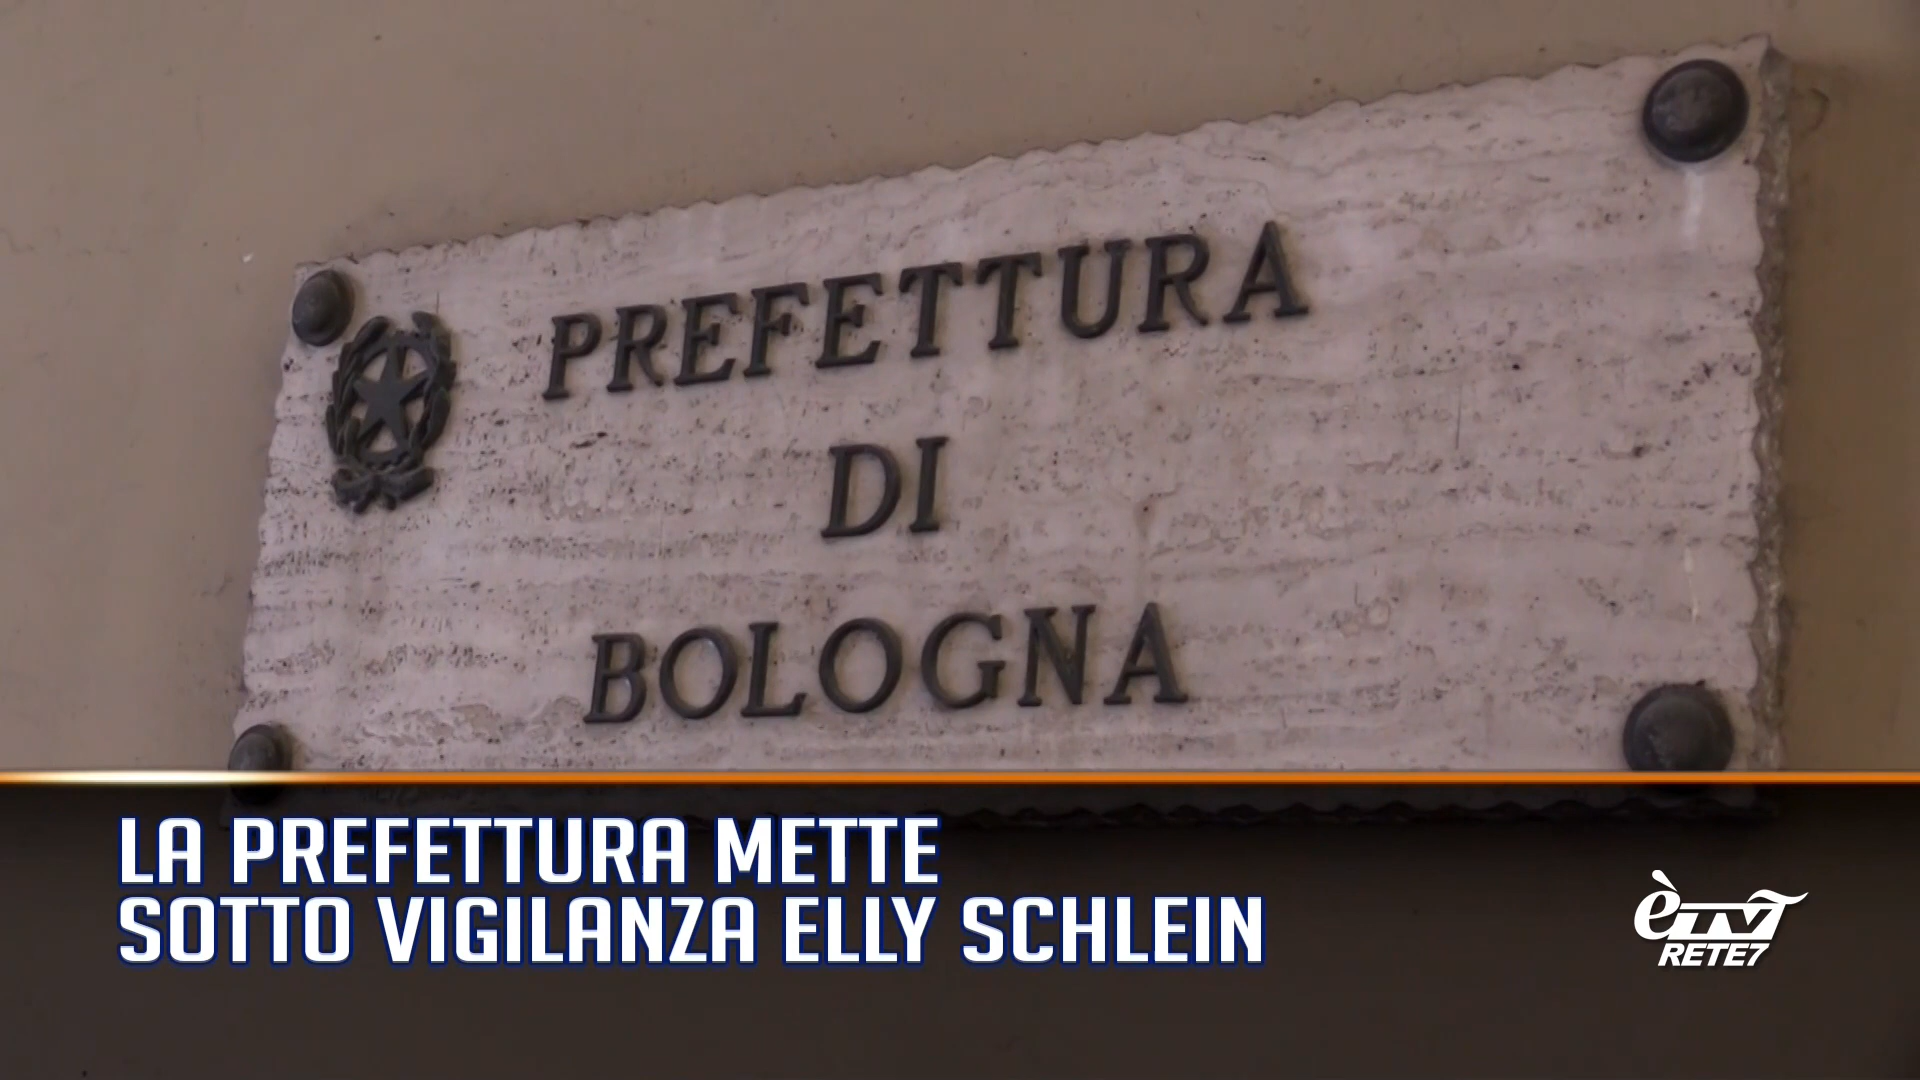 PREFETTURA
DI
BOLOGNA
LA PREFETTURA METTE
SOTTO VIGILANZA ELLY SCHLEIN
èTV
RETE7